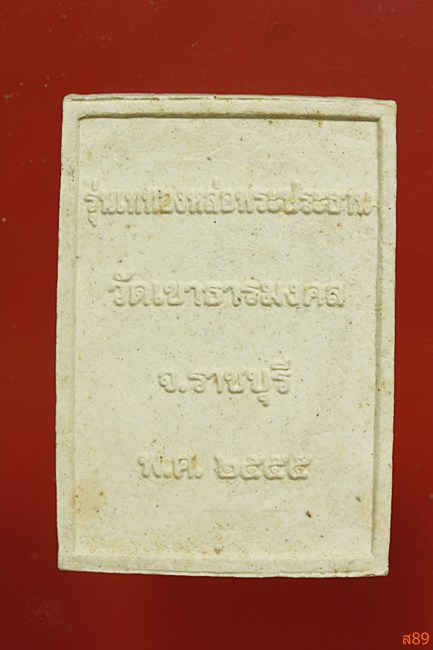 รุ่นเททองหล่อพระประธาน
วัดเขาธารมงคล
จ.ราชบุรี
พ.ศ. ๒๕๕๕
ส89